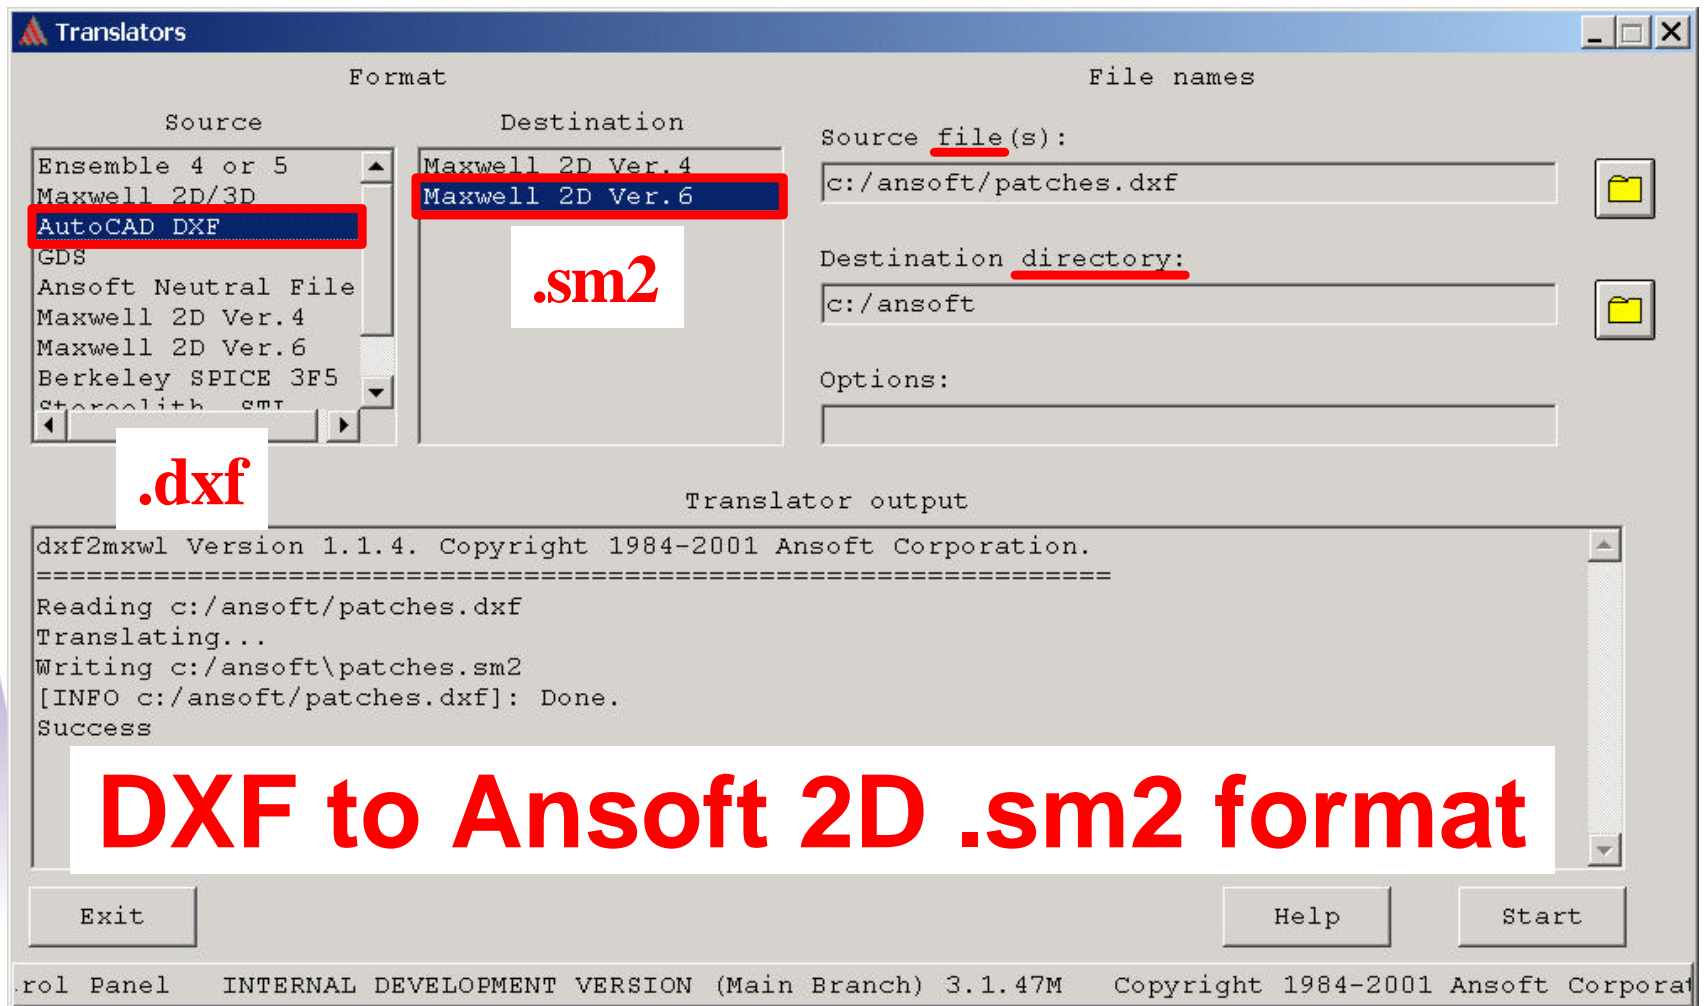 Translators
Format
File names
Source
Destination
Source file(s):
Ensemble 4 or 5
Maxwell 2D/3D
AutoCAD DXF
GDS
Ansoft Neutral File
Maxwell 2D Ver.4
Maxwell 2D Ver.6
Berkeley SPICE 3F5
Maxwell 2D Ver.4
Maxwell 2D Ver.6
.sm2
.dxf
c:/ansoft/patches.dxf
Destination directory:
c:/ansoft
Options:
Translator output
dxf2mxwl Version 1.1.4. Copyright 1984-2001 Ansoft Corporation.
================================================================
Reading c:/ansoft/patches.dxf
Translating...
Writing c:/ansoft\patches.sm2
[INFO c:/ansoft/patches.dxf]: Done.
Success
DXF to Ansoft 2D .sm2 format
Exit
Help
Start
rol Panel INTERNAL DEVELOPMENT VERSION (Main Branch) 3.1.47M Copyright 1984-2001 Ansoft Corporat